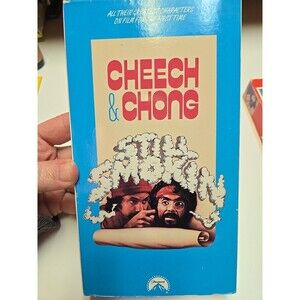 ALL THEIR GREATEST CHARACTERS
ON FILM FOR THE FIRST TIME
CHEECH
& CHONG
STILL
SMOKIN